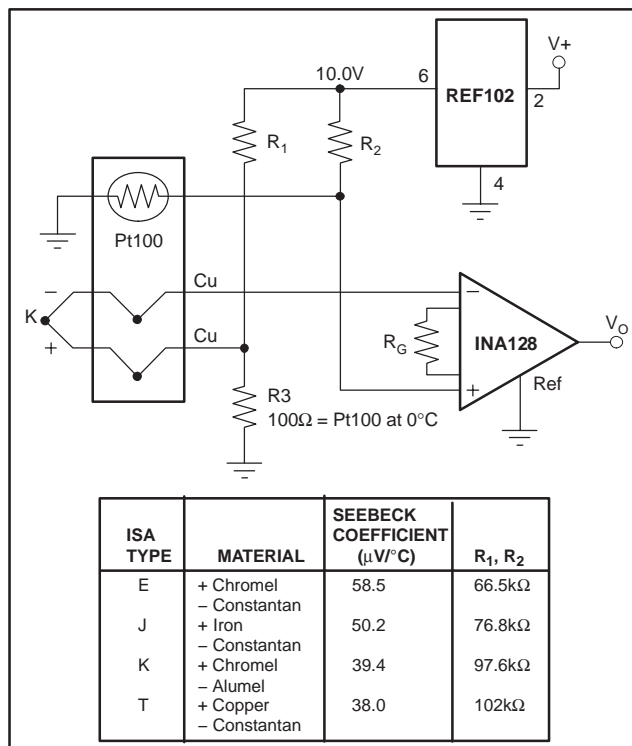 V+
10.0V
6
REF102
2
R1
R2
4
Pt100
Cu
−
K
Cu
+
−
RG
INA128
VO
+
Ref
R3
100Ω = Pt100 at 0°C
ISA TYPE
MATERIAL
SEEBECK COEFFICIENT (μV/°C)
R1, R2
E
+ Chromel
− Constantan
58.5
66.5kΩ
J
+ Iron
− Constantan
50.2
76.8kΩ
K
+ Chromel
− Alumel
39.4
97.6kΩ
T
+ Copper
− Constantan
38.0
102kΩ